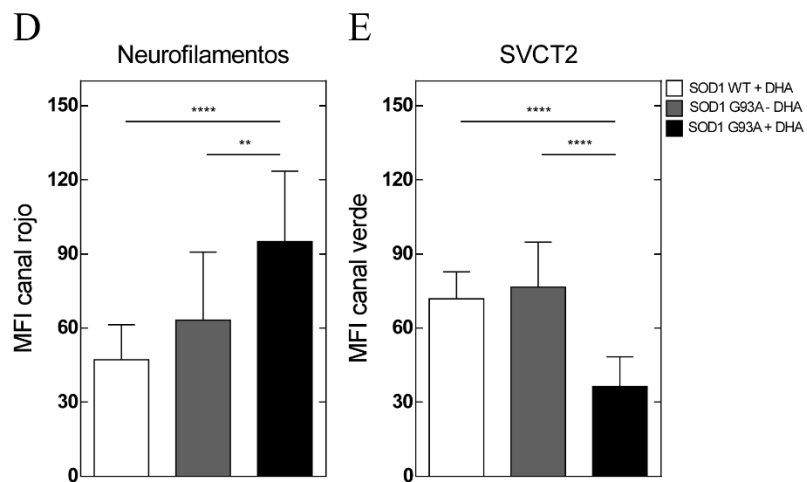 D
Neurofilamentos
MFI canal rojo
150
120
90
60
30
0
****
**
E
SVCT2
MFI canal verde
150
120
90
60
30
0
****
****
SOD1 WT + DHA
SOD1 G93A - DHA
SOD1 G93A + DHA